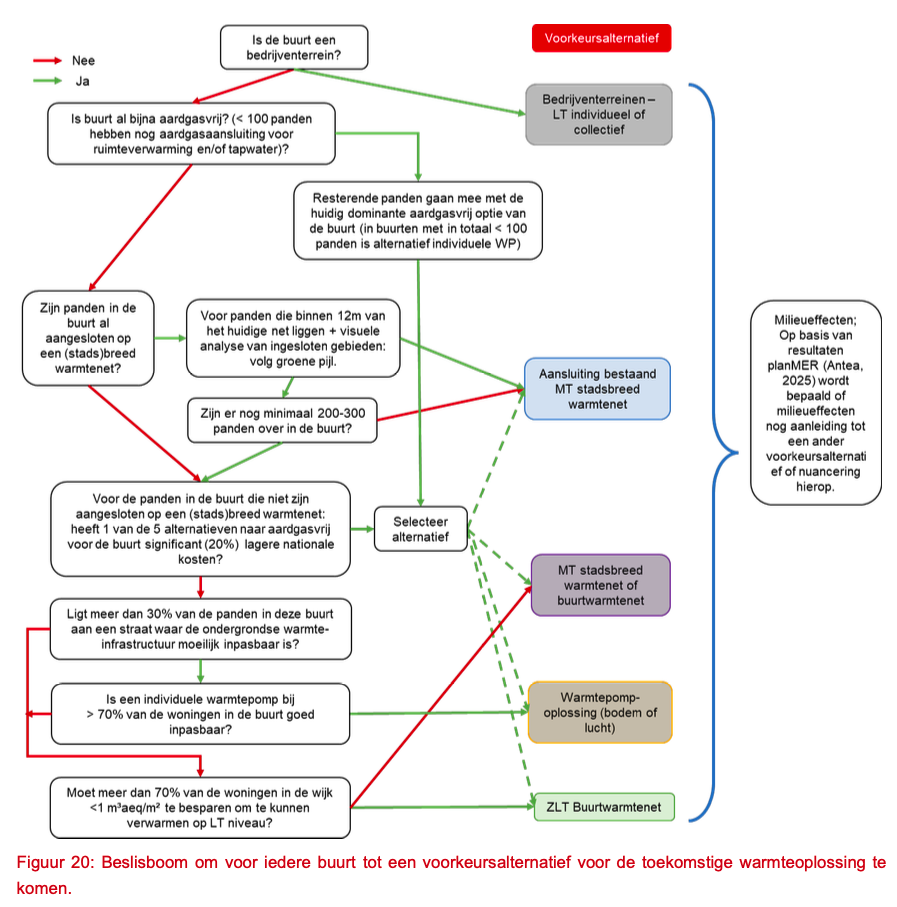 Is de buurt een
bedrijventerrein?
Voorkeursalternatief
Nee
Ja
Bedrijventerreinen –
LT individueel of
collectief
Is buurt al bijna aardgasvrij? (< 100 panden
hebben nog aardgasaansluiting voor
ruimteverwarming en/of tapwater)?
Resterende panden gaan mee met de
huidig dominante aardgasvrij optie van
de buurt (in buurten met in totaal < 100
panden is alternatief individuele WP)
Zijn panden in de
buurt al
aangesloten op
een (stads)breed
warmtenet?
Voor panden die binnen 12m van
het huidige net liggen + visuele
analyse van ingesloten gebieden:
volg groene pijl.
Aansluiting bestaand
MT stadsbreed
warmtenet
Milieueffecten;
Op basis van
resultaten
planMER (Antea,
2025) wordt
bepaald of
milieueffecten
nog aanleiding tot
een ander
voorkeursalternati
ef of nuancering
hierop.
Zijn er nog minimaal 200-300
panden over in de buurt?
Voor de panden in de buurt die niet zijn
aangesloten op een (stads)breed warmtenet:
heeft 1 van de 5 alternatieven naar aardgasvrij
voor de buurt significant (20%) lagere nationale
kosten?
Selecteer
alternatief
MT stadsbreed
warmtenet of
buurtwarmtenet
Ligt meer dan 30% van de panden in deze buurt
aan een straat waar de ondergrondse warmte-
infrastructuur moeilijk inpasbaar is?
Is een individuele warmtepomp bij
> 70% van de woningen in de buurt goed
inpasbaar?
Warmtepomp-
oplossing (bodem of
lucht)
Moet meer dan 70% van de woningen in de wijk
<1 m³aeq/m² te besparen om te kunnen
verwarmen op LT niveau?
ZLT Buurtwarmtenet
Figuur 20: Beslisboom om voor iedere buurt tot een voorkeursalternatief voor de toekomstige warmteoplossing te
komen.